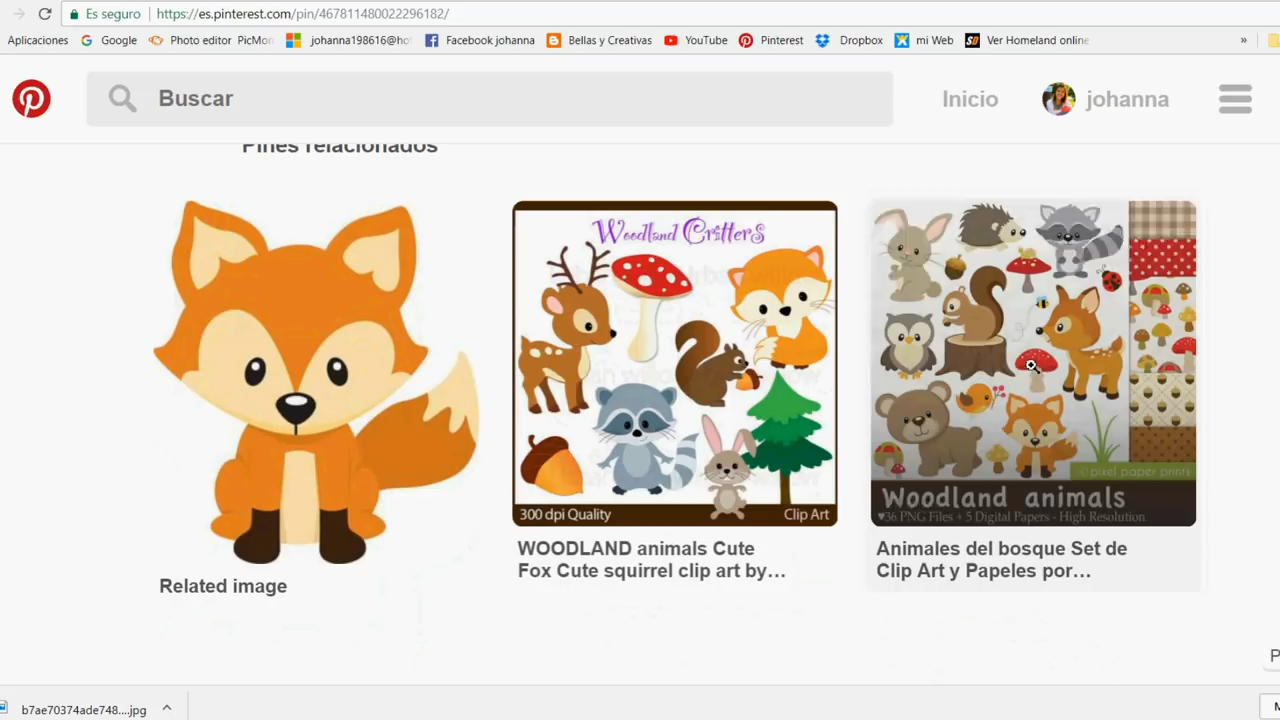 Es seguro https://es.pinterest.com/pin/467811480022296182/
Aplicaciones Google Photo editor PicMon johanna198616@ho Facebook johanna Bellas y Creativas YouTube Pinterest Dropbox mi Web Ver Homeland online »
Buscar Inicio johanna
Pines relacionados
Woodland Critters
300 dpi Quality Clip Art
©pixel paper prints
Woodland animals
♥36 PNG Files + 5 Digital Papers - High Resolution
Related image
WOODLAND animals Cute
Fox Cute squirrel clip art by…
Animales del bosque Set de
Clip Art y Papeles por…
b7ae70374ade748....jpg